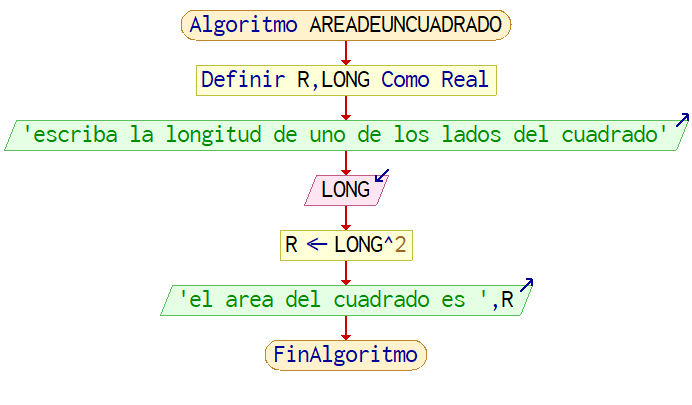 Algoritmo AREADEUNCUADRADO
Definir R,LONG Como Real
'escriba la longitud de uno de los lados del cuadrado'
LONG
R ← LONG^2
'el area del cuadrado es ',R
FinAlgoritmo